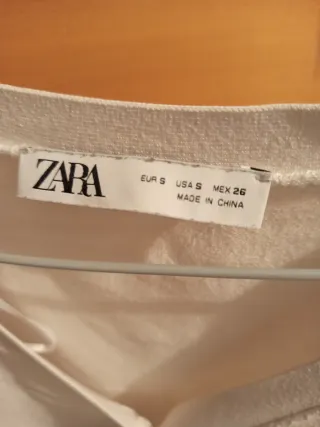 ZARA
EUR S USA S MEX 26
MADE IN CHINA